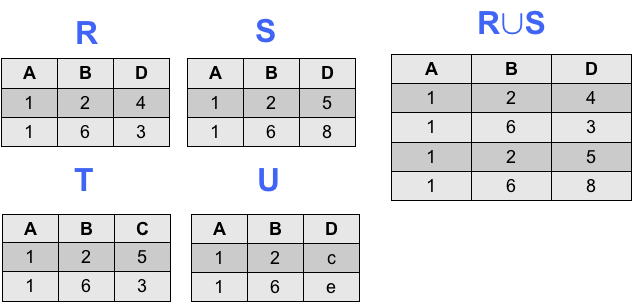 R
A B D
1 2 4
1 6 3
S
A B D
1 2 5
1 6 8
R∪S
A B D
1 2 4
1 6 3
1 2 5
1 6 8
T
A B C
1 2 5
1 6 3
U
A B D
1 2 c
1 6 e